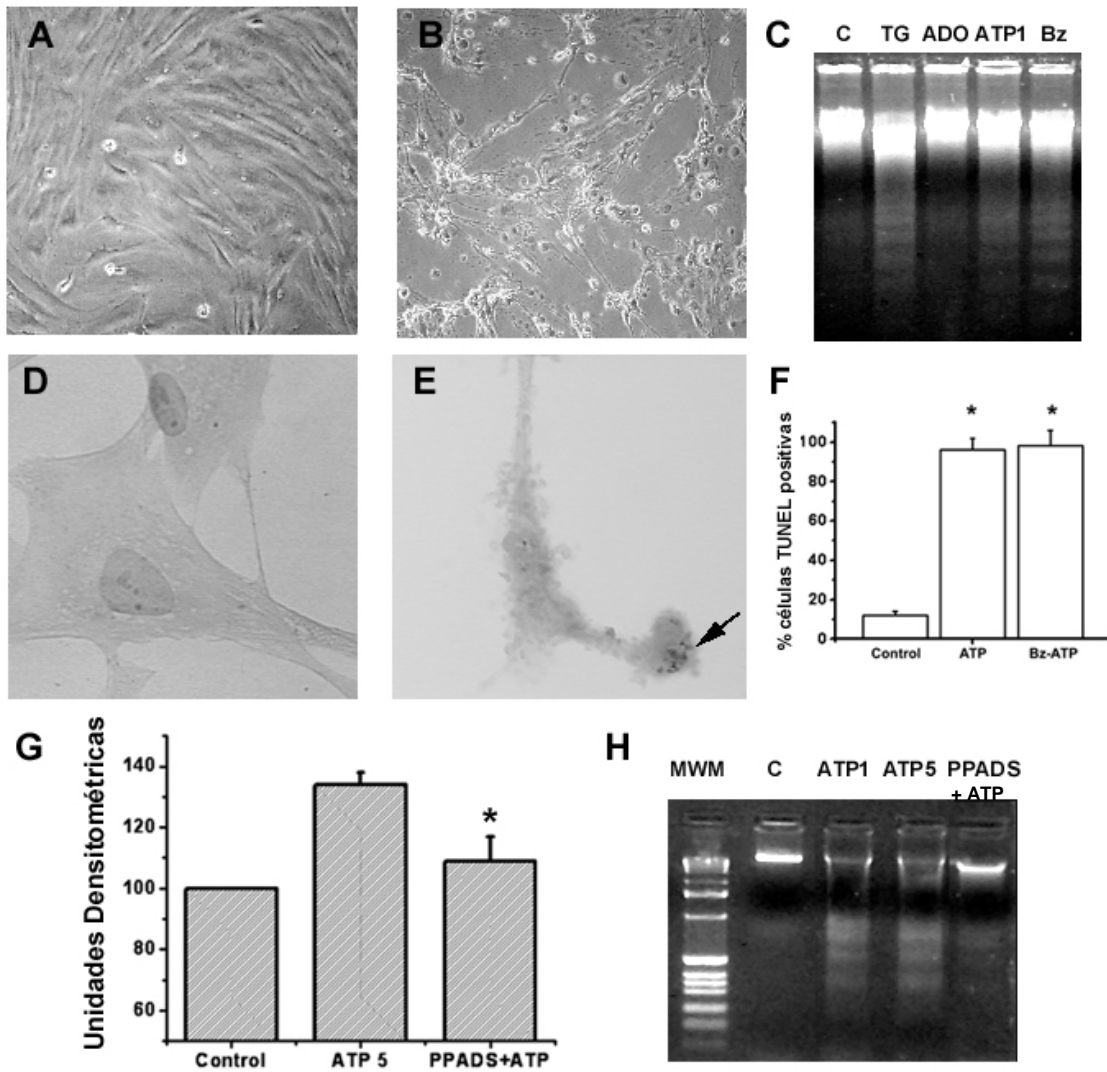 A
B
C
C TG ADO ATP1 Bz
D
E
F
% células TUNEL positivas
100
80
60
40
20
0
* *
Control ATP Bz-ATP
G
Unidades Densitométricas
140
120
100
80
60
*
Control ATP 5 PPADS+ATP
H
MWM C ATP1 ATP5 PPADS
+ ATP